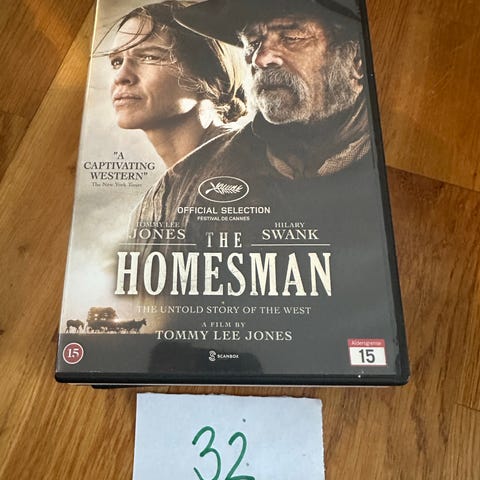 "A
CAPTIVATING
WESTERN"
The New York Times
OFFICIAL SELECTION
FESTIVAL DE CANNES
TOMMY LEE HILARY
JONES THE SWANK
HOMESMAN
THE UNTOLD STORY OF THE WEST
A FILM BY
TOMMY LEE JONES
SCANBOX
15
Aldersgrense
15
32